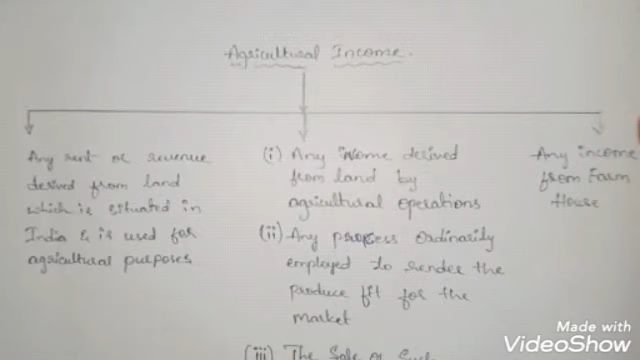 Agricultural Income.
Any rent or revenue
derived from land
which is situated in
India & is used for
agricultural purposes
(i) Any income derived
from land by
agricultural operations
(ii) Any process ordinarily
employed to render the
produce fit for the
market
(iii) The Sale of Such
Any income
from Farm
House
Made with
VideoShow